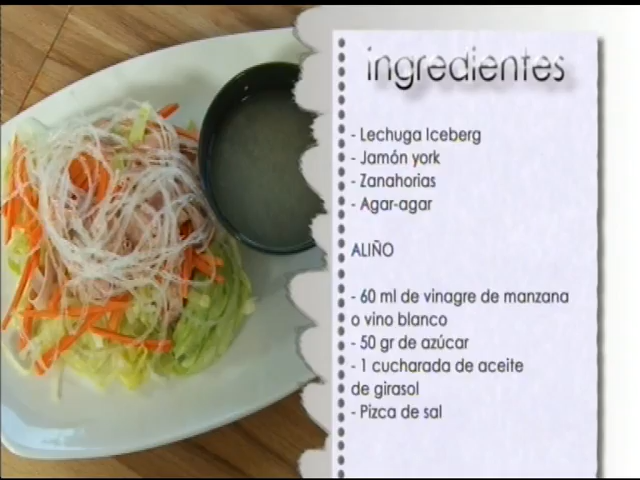 ingredientes
- Lechuga Iceberg
- Jamón york
- Zanahorias
- Agar-agar
ALIÑO
- 60 ml de vinagre de manzana
o vino blanco
- 50 gr de azúcar
- 1 cucharada de aceite
de girasol
- Pizca de sal